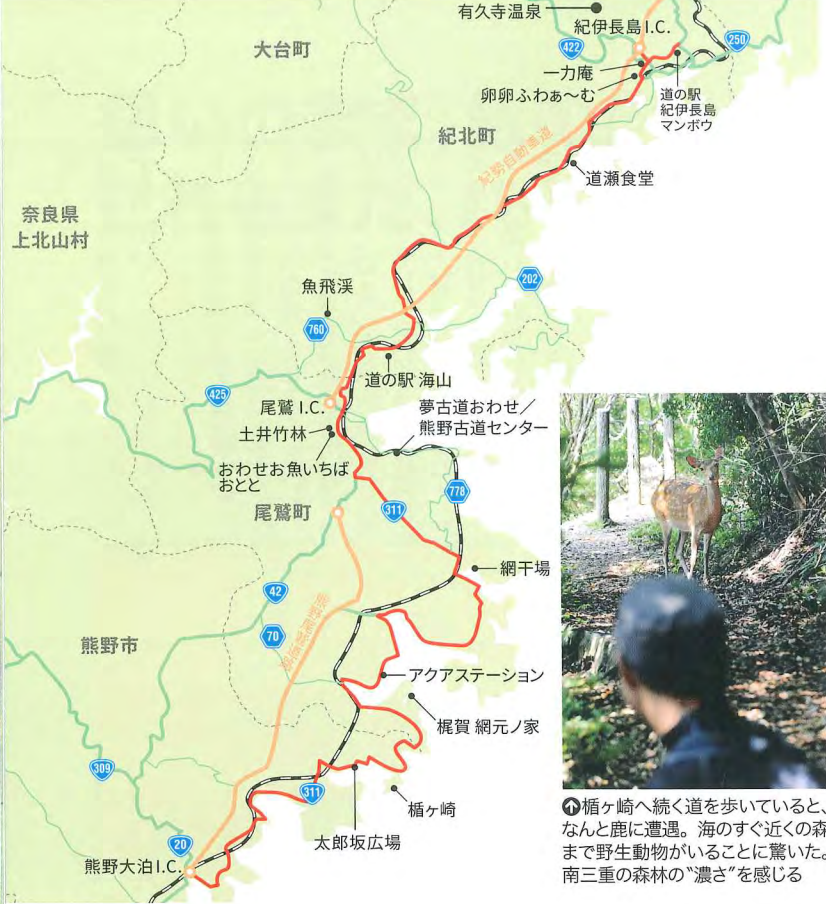 有久寺温泉
紀伊長島I.C.
250
大台町
422
一力庵
卵卵ふわぁ〜む
道の駅
紀伊長島
マンボウ
紀北町
紀勢自動車道
道瀬食堂
奈良県
上北山村
202
魚飛渓
760
道の駅 海山
425
尾鷲 I.C.
夢古道おわせ／
熊野古道センター
土井竹林
おわせお魚いちば
おとと
778
尾鷲町
311
網干場
42
熊野尾鷲道路
70
熊野市
アクアステーション
梶賀 網元ノ家
309
311
楯ヶ崎
太郎坂広場
20
熊野大泊I.C.
楯ヶ崎へ続く道を歩いていると、
なんと鹿に遭遇。海のすぐ近くの森
まで野生動物がいることに驚いた。
南三重の森林の“濃さ”を感じる